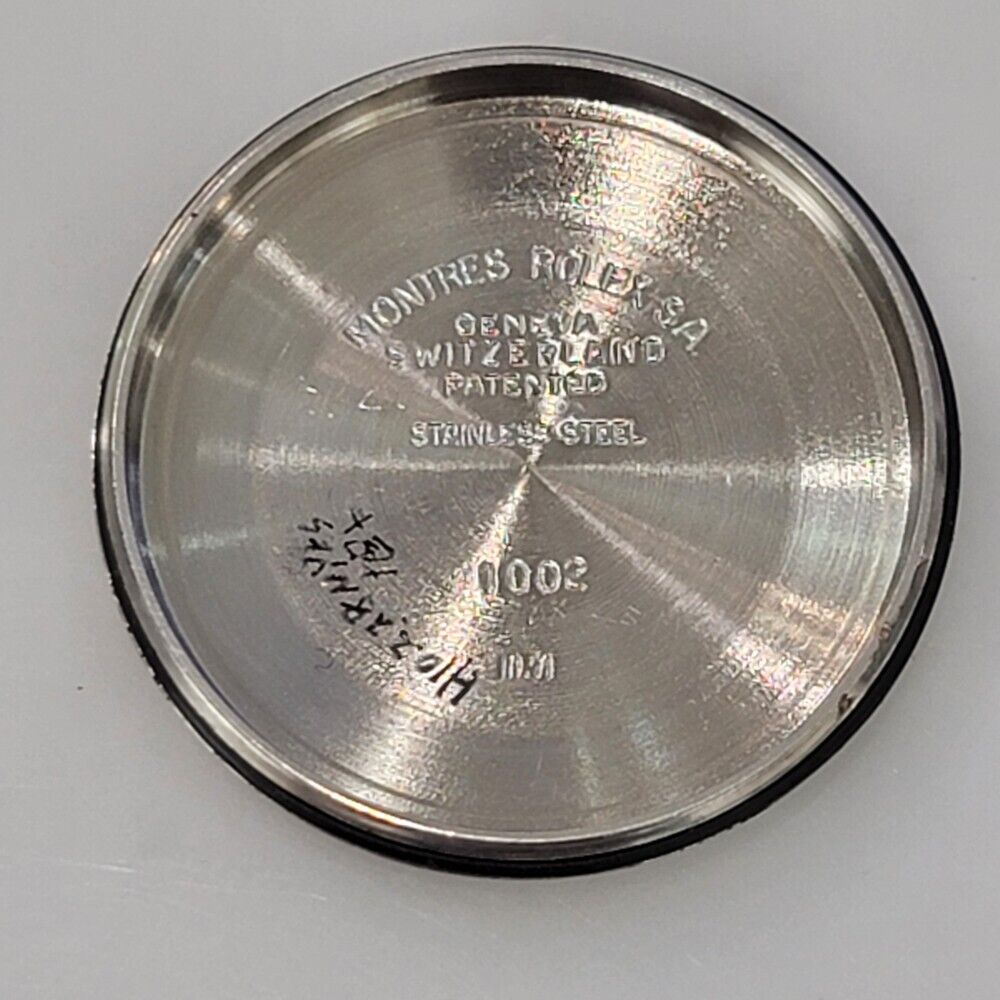 MONTRES ROLEX S.A.
GENEVA
SWITZERLAND
PATENTED
STAINLESS STEEL
1002